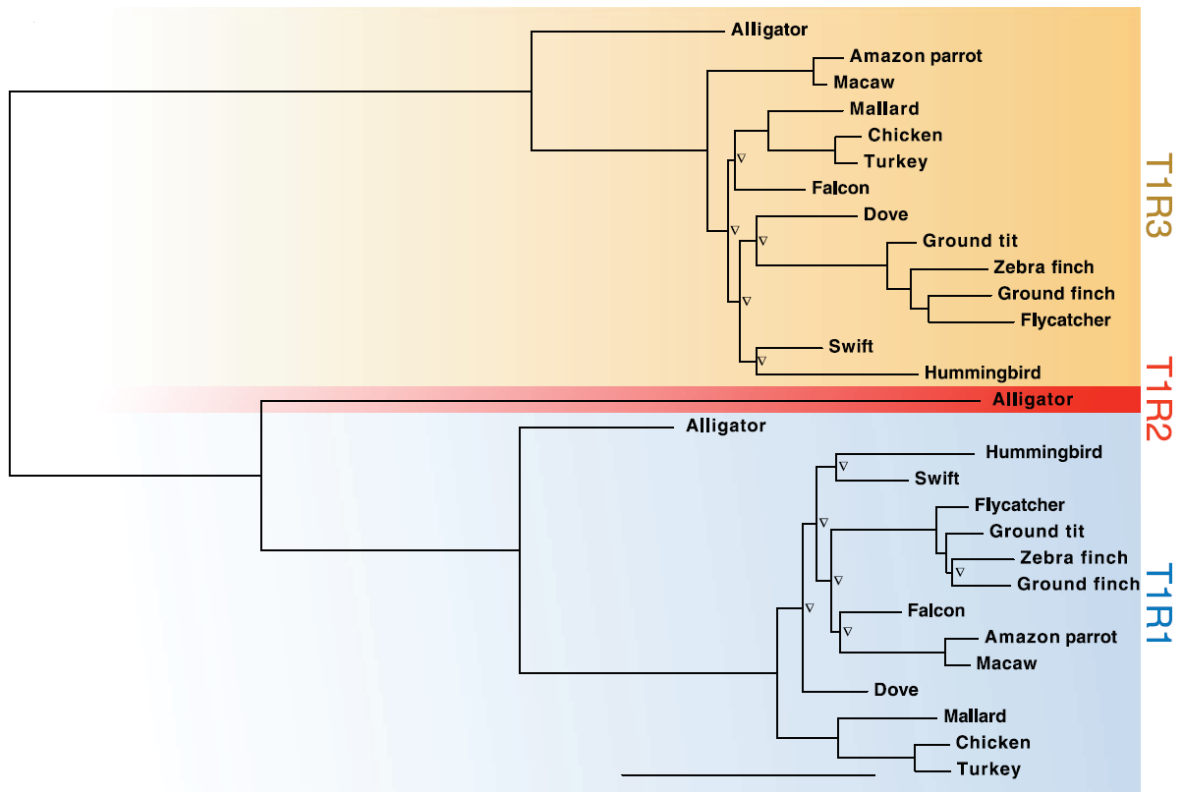 Alligator
Amazon parrot
Macaw
Mallard
Chicken
Turkey
Falcon
Dove
Ground tit
Zebra finch
Ground finch
Flycatcher
Swift
Hummingbird
T1R3
Alligator
T1R2
Alligator
Hummingbird
Swift
Flycatcher
Ground tit
Zebra finch
Ground finch
Falcon
Amazon parrot
Macaw
Dove
Mallard
Chicken
Turkey
T1R1